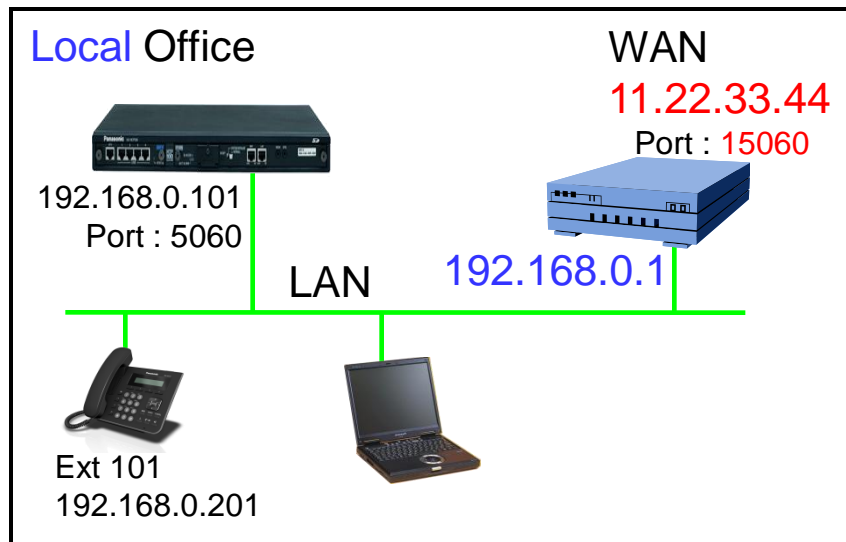 Local Office
WAN
11.22.33.44
Port : 15060
Panasonic
192.168.0.101
Port : 5060
192.168.0.1
LAN
Ext 101
192.168.0.201